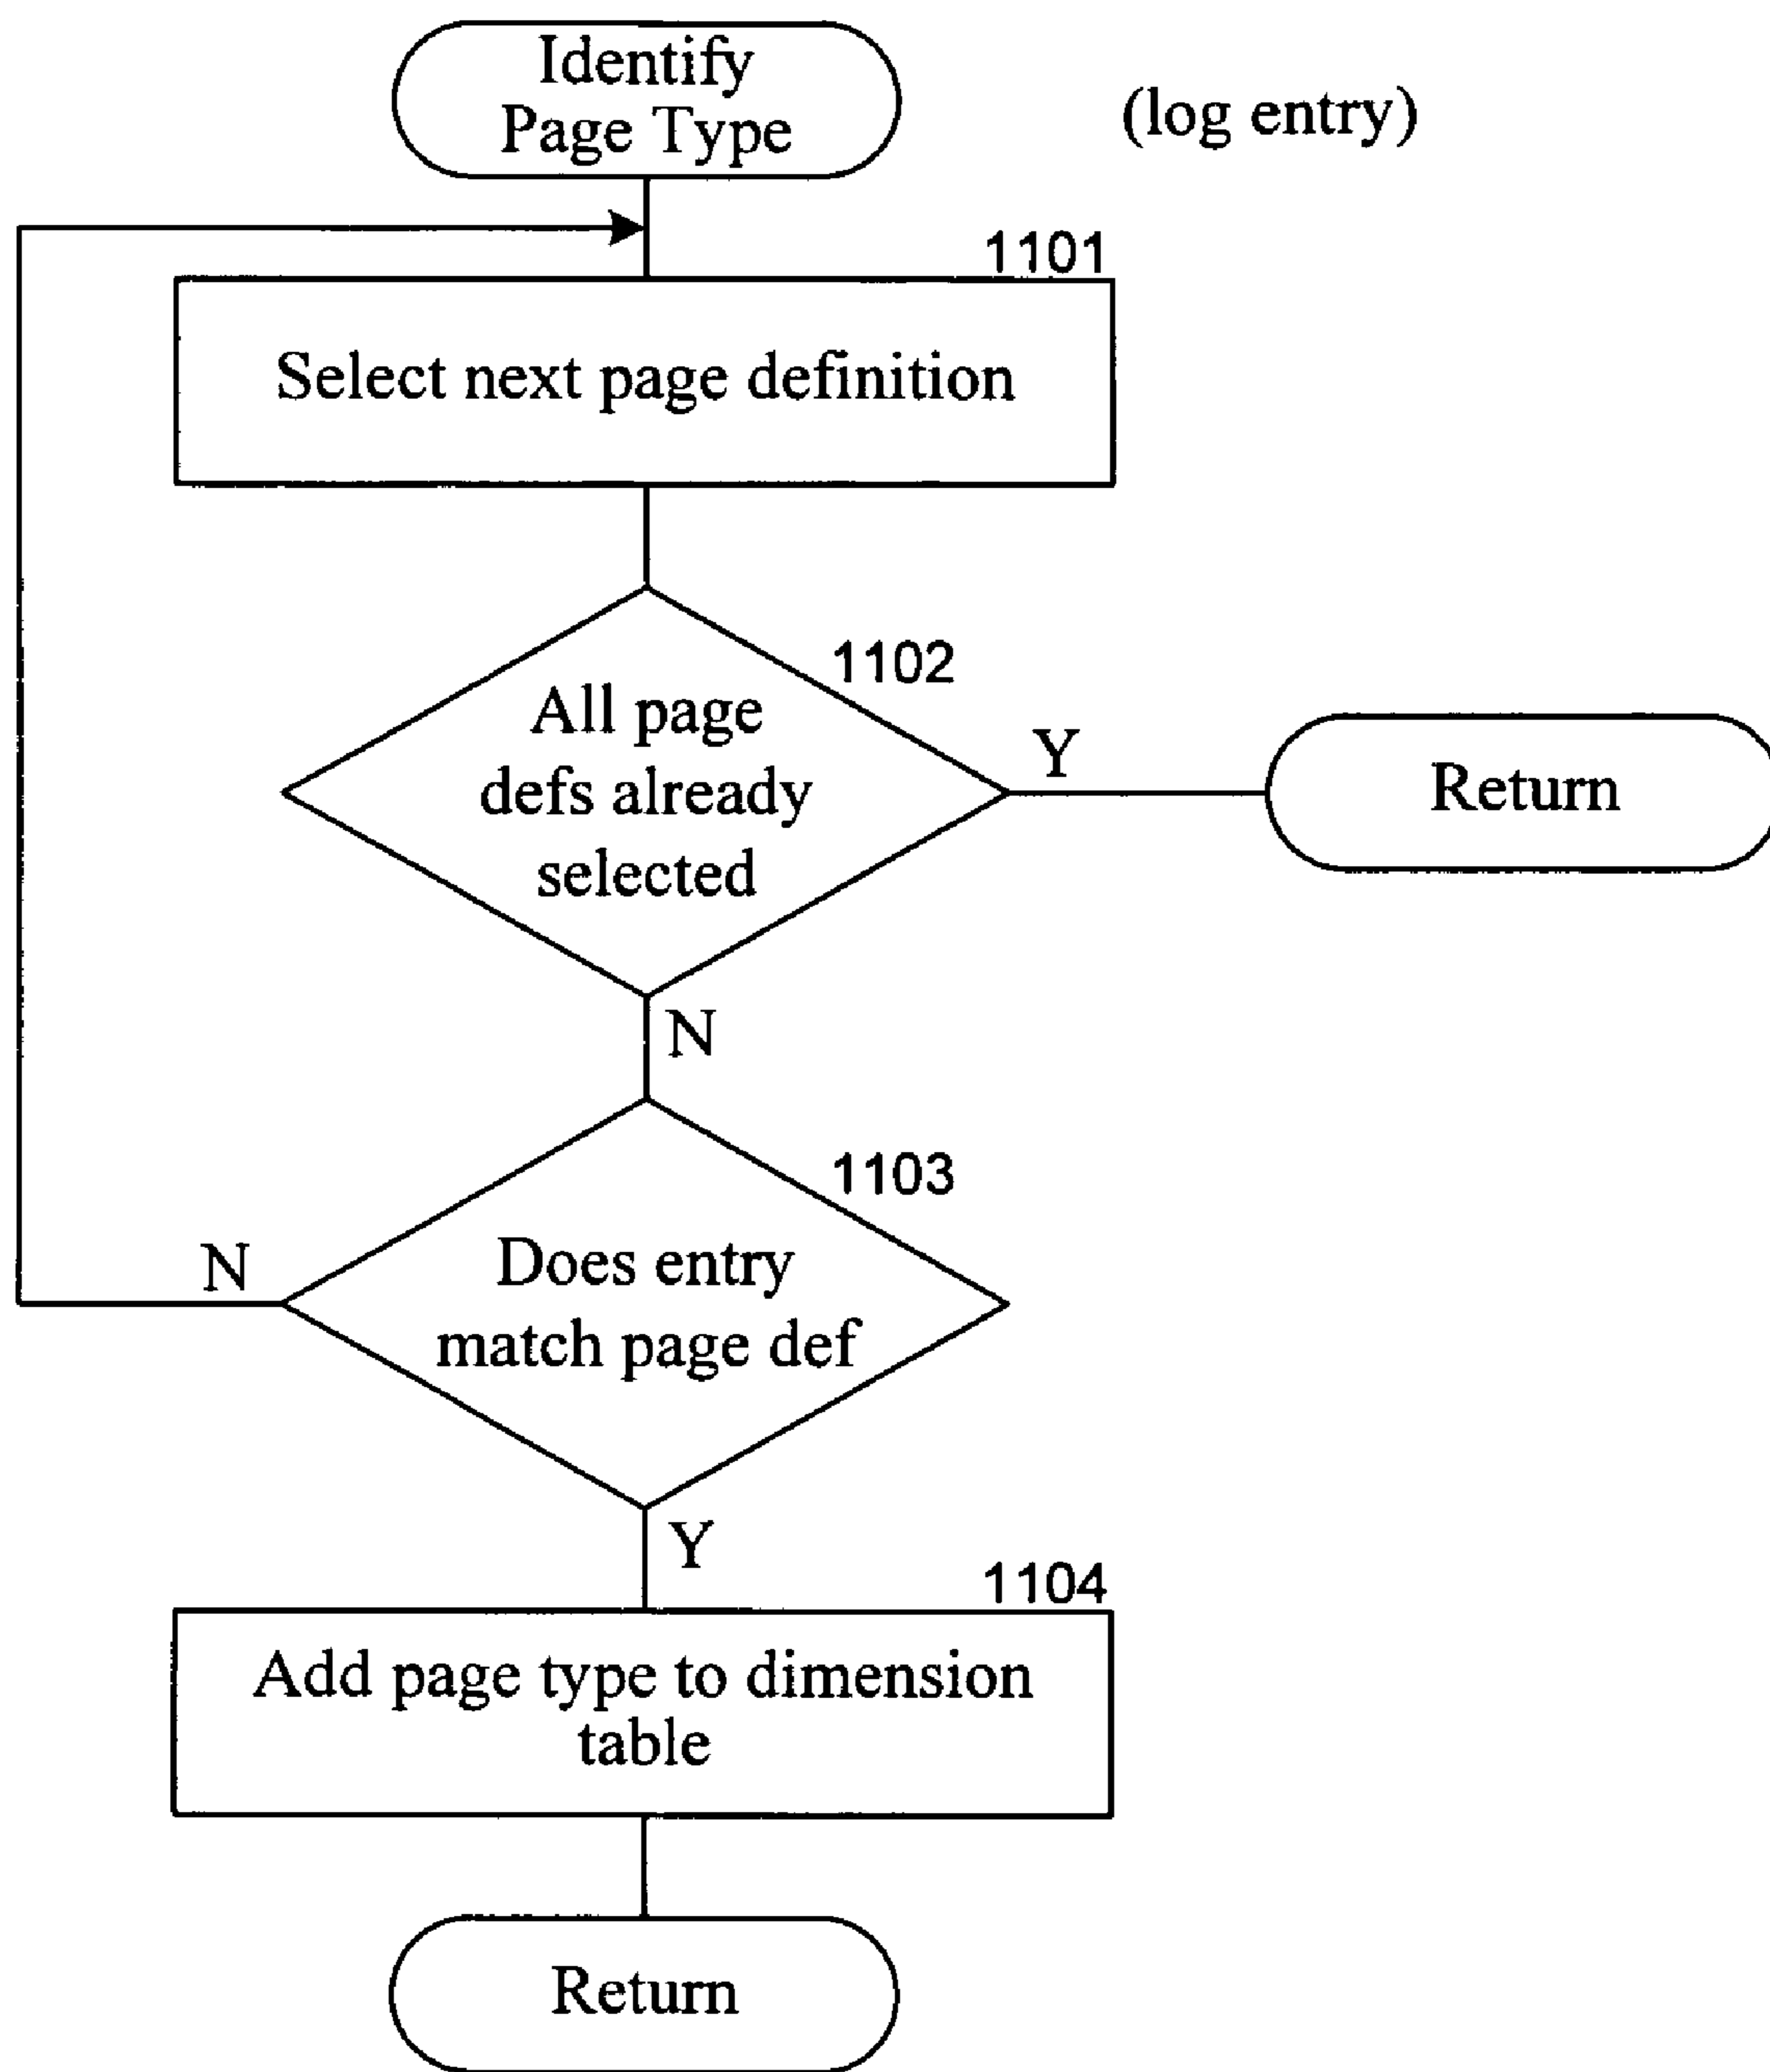 Identify
Page Type
(log entry)
1101
Select next page definition
1102
All page
defs already
selected
Y
Return
N
1103
Does entry
match page def
N
Y
1104
Add page type to dimension
table
Return